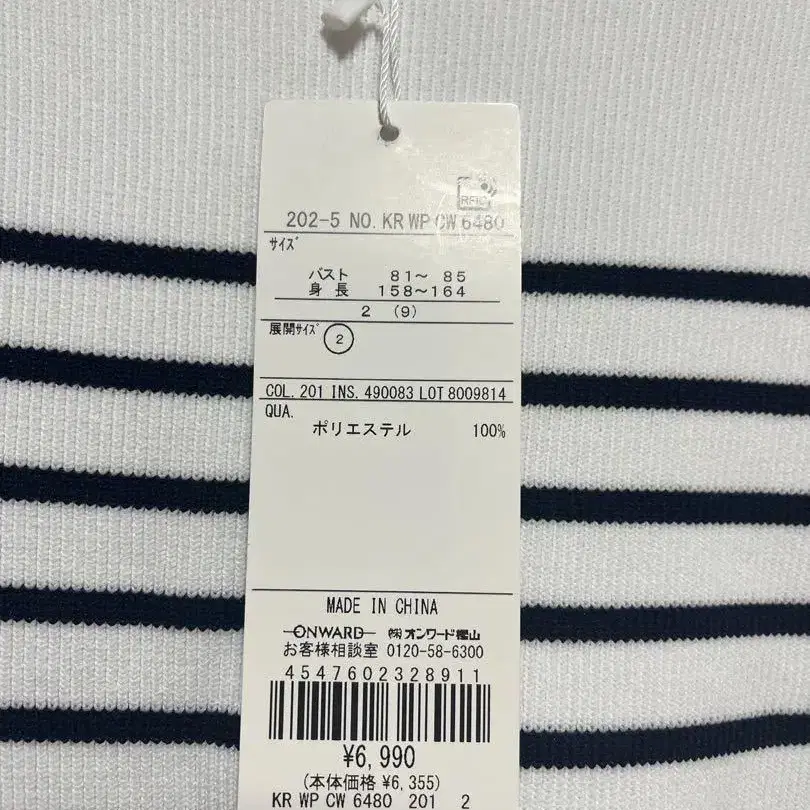 RFID
202-5 NO. KR WP CW 6480
サイズ
バスト 81～ 85
身長 158～164
2 (9)
展開サイズ 2
COL. 201 INS. 490083 LOT 8009814
QUA.
ポリエステル 100%
MADE IN CHINA
ONWARD ㈱オンワード樫山
お客様相談室 0120-58-6300
4547602328911
¥6,990
(本体価格 ¥6,355)
KR WP CW 6480 201 2